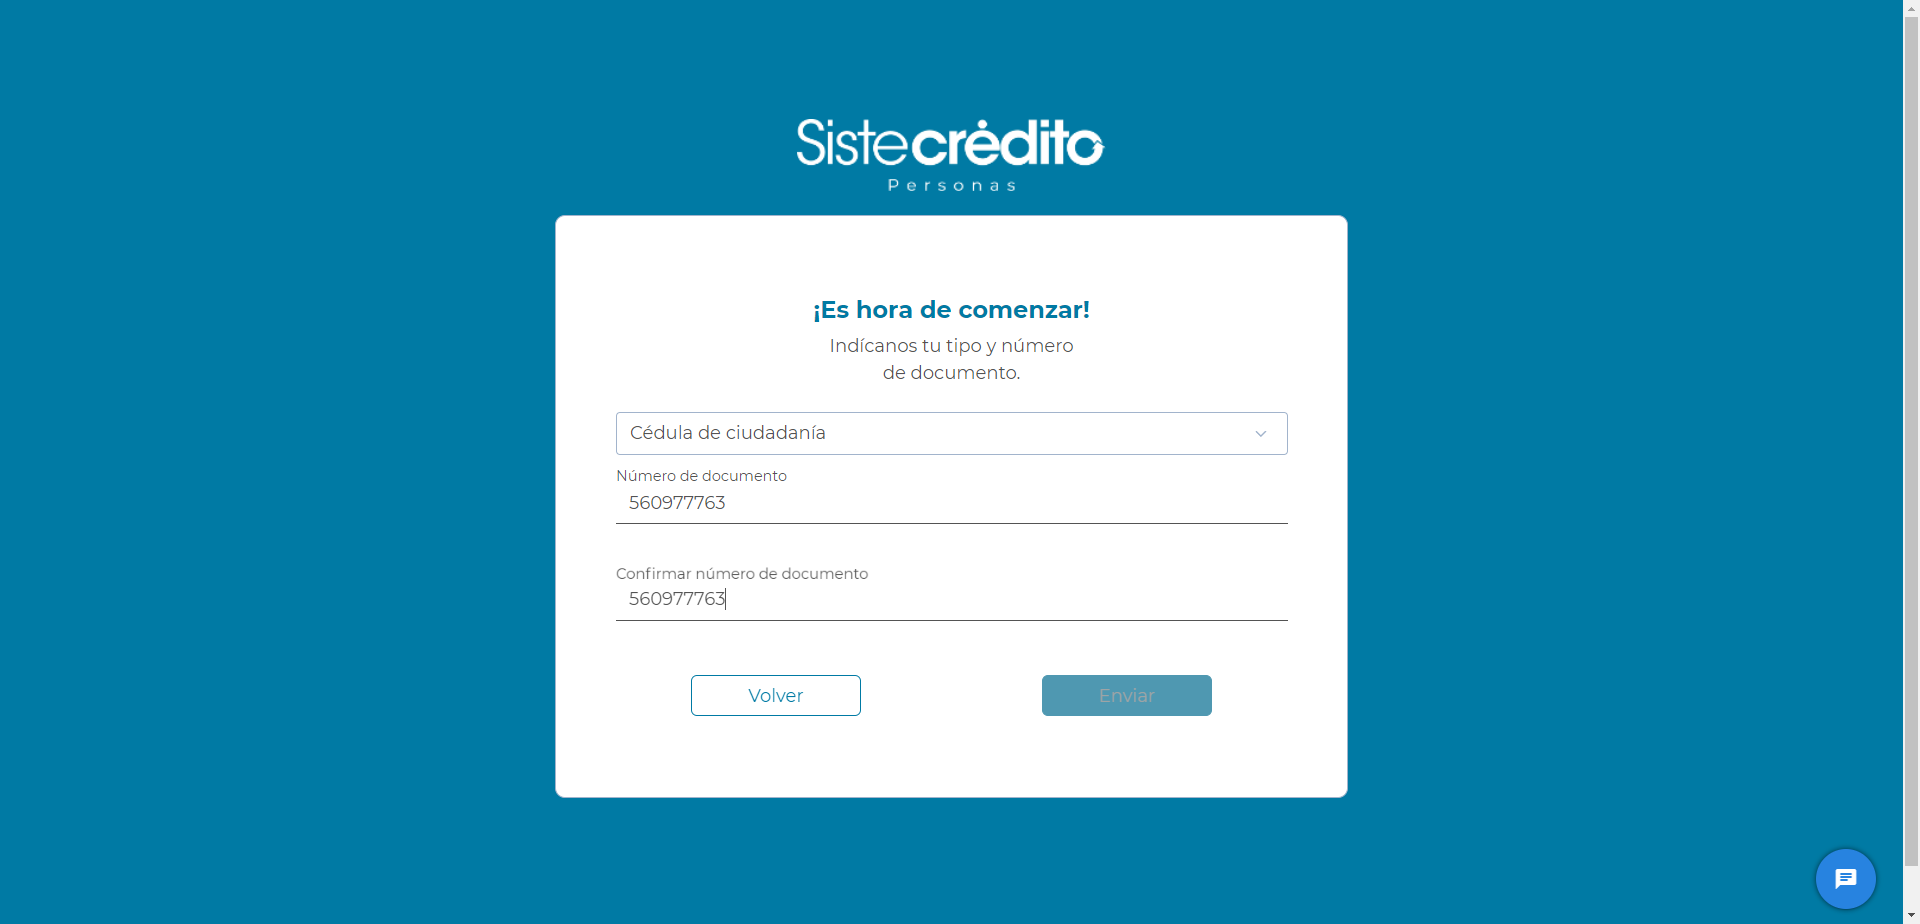 Sistecrédito
Personas
¡Es hora de comenzar!
Indícanos tu tipo y número
de documento.
Cédula de ciudadanía
Número de documento
560977763
Confirmar número de documento
560977763
Volver
Enviar